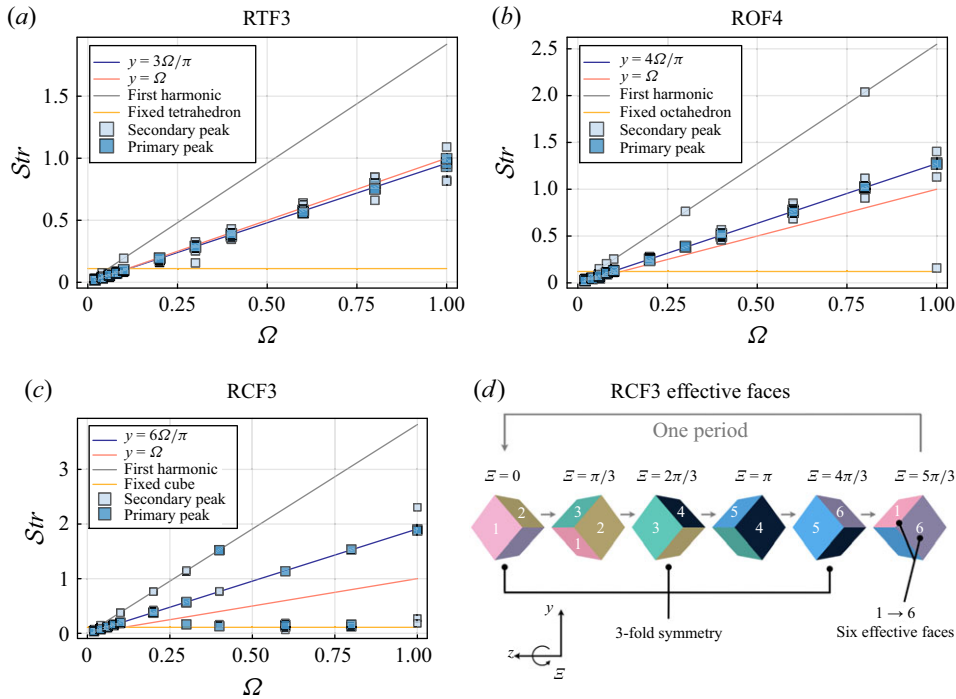 (a) RTF3
1.5
1.0
0.5
0
Str
y = 3Ω/π
y = Ω
First harmonic
Fixed tetrahedron
Secondary peak
Primary peak
0 0.25 0.50 0.75 1.00
Ω
(b) ROF4
2.5
2.0
1.5
1.0
0.5
0
Str
y = 4Ω/π
y = Ω
First harmonic
Fixed octahedron
Secondary peak
Primary peak
0 0.25 0.50 0.75 1.00
Ω
(c) RCF3
3
2
1
0
Str
y = 6Ω/π
y = Ω
First harmonic
Fixed cube
Secondary peak
Primary peak
0 0.25 0.50 0.75 1.00
Ω
(d) RCF3 effective faces
One period
Ξ = 0 Ξ = π/3 Ξ = 2π/3 Ξ = π Ξ = 4π/3 Ξ = 5π/3
1 2 3 1 2 3 4 5 4 5 6 1 6
3-fold symmetry
1 → 6
Six effective faces
y
z
Ξ